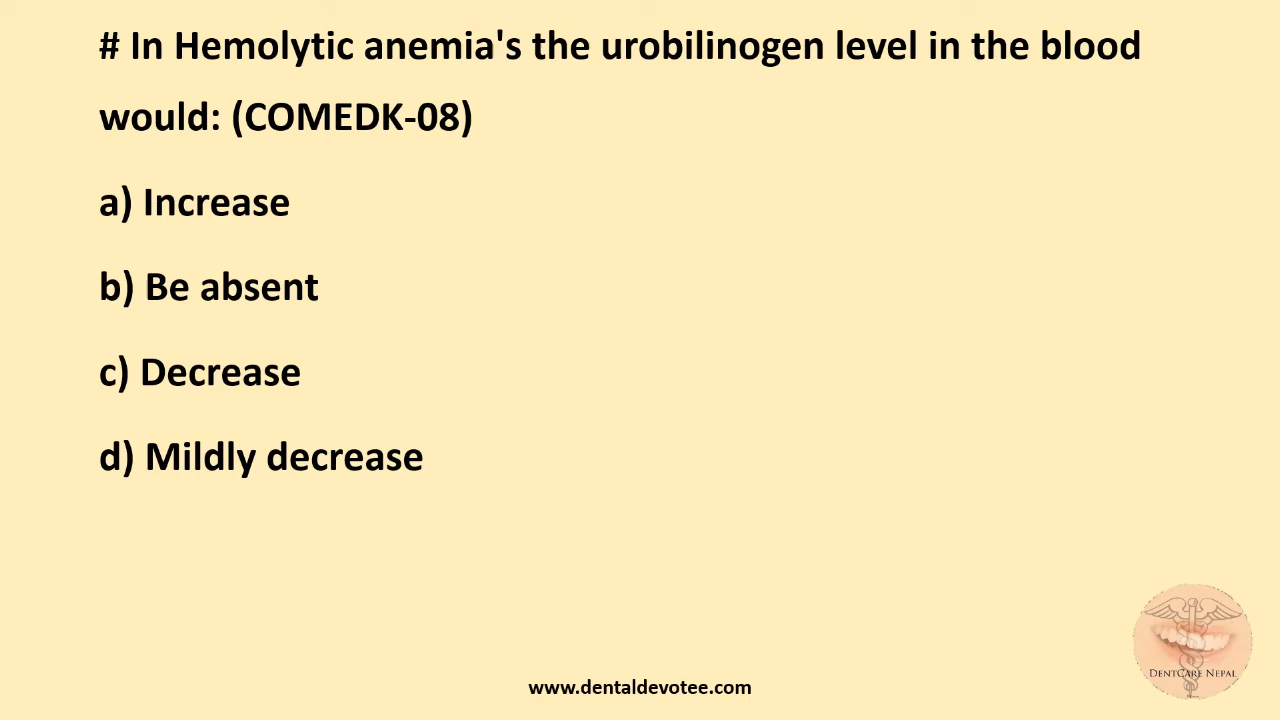 # In Hemolytic anemia's the urobilinogen level in the blood
would: (COMEDK-08)
a) Increase
b) Be absent
c) Decrease
d) Mildly decrease
DENTCARE NEPAL
www.dentaldevotee.com